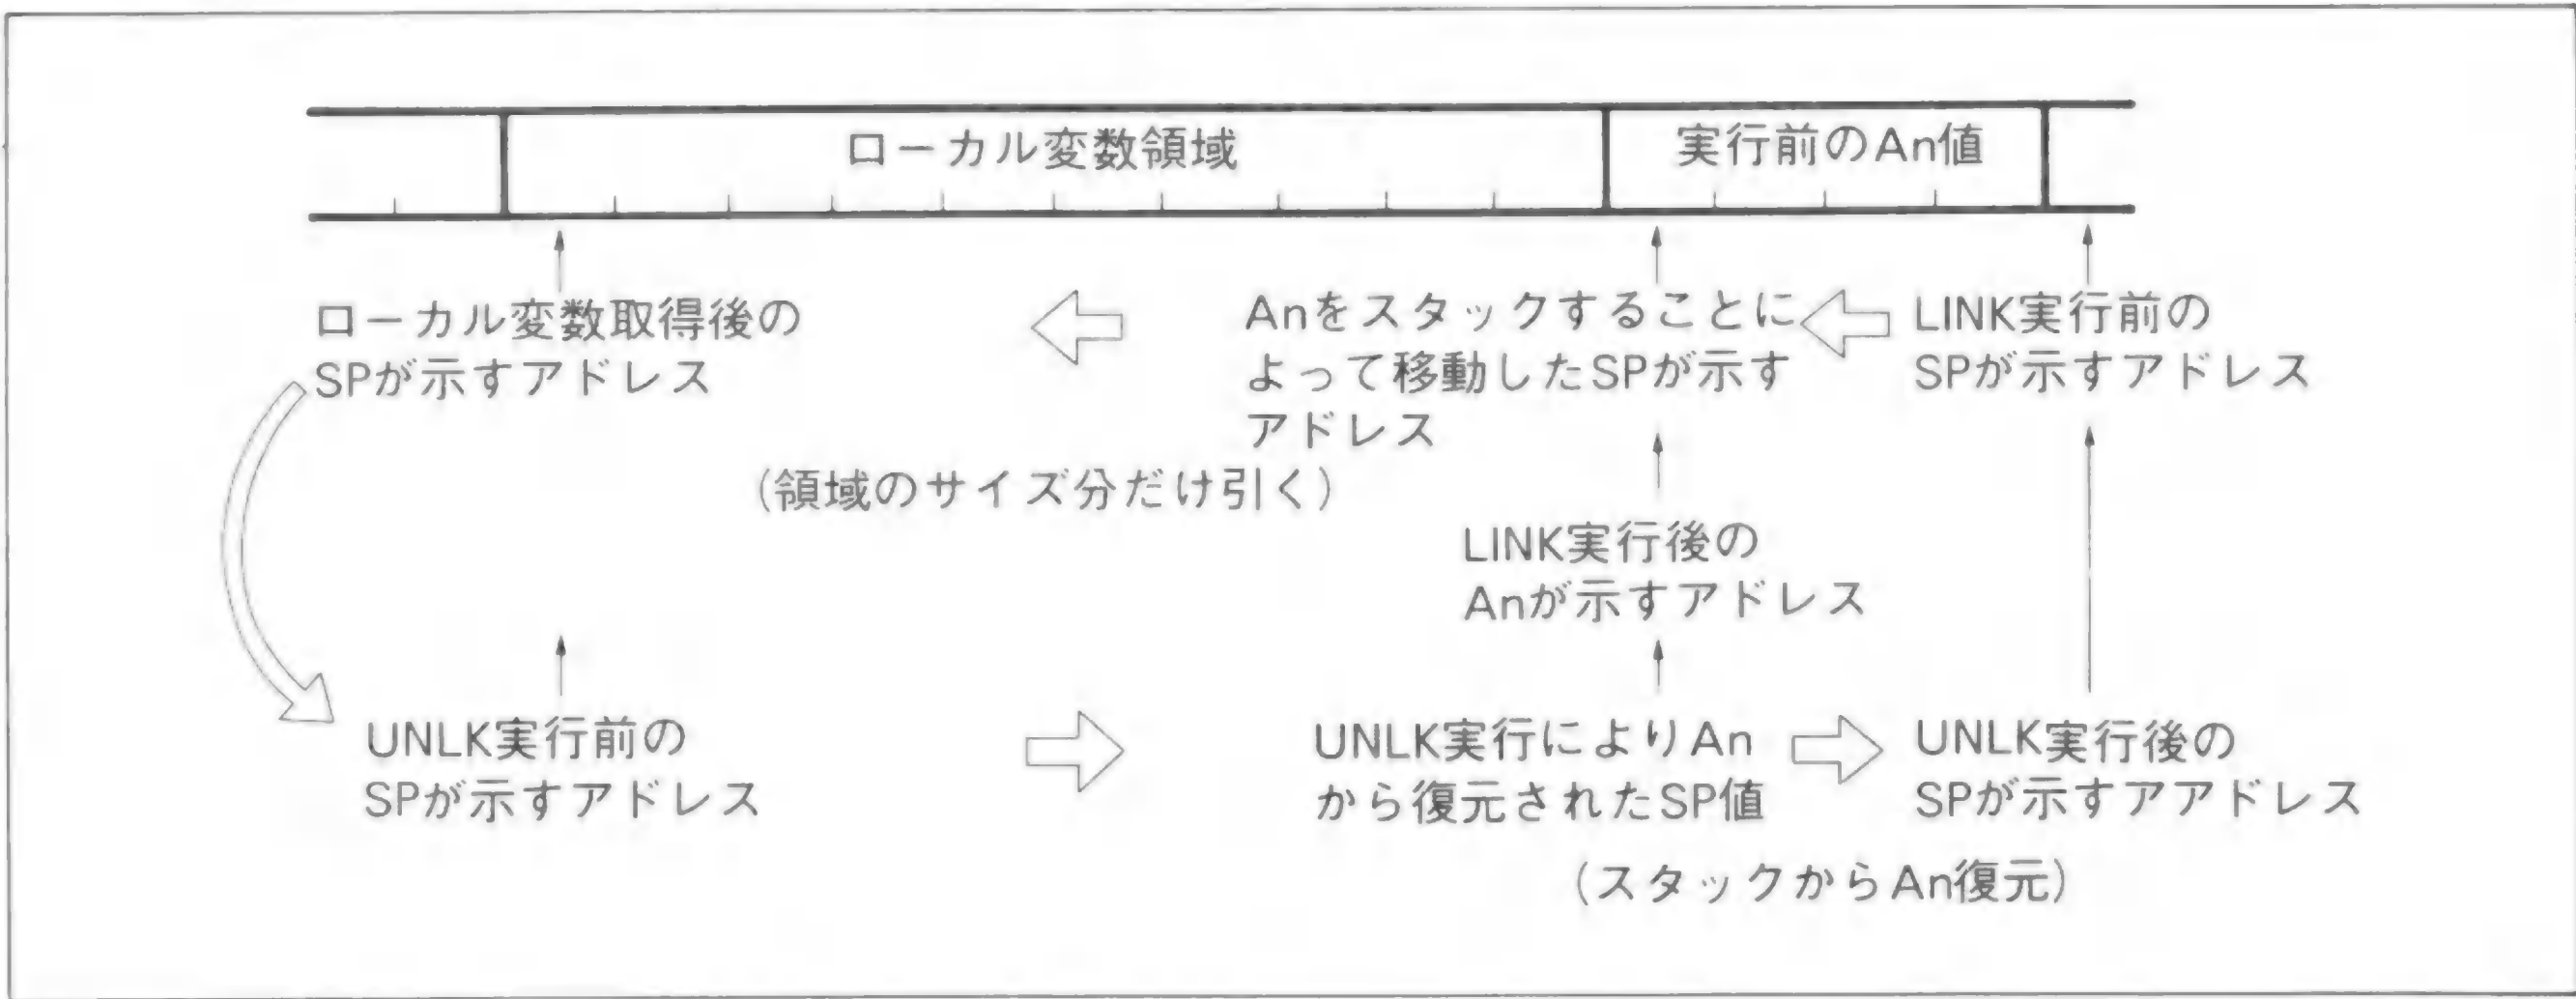 ローカル変数領域
実行前のAn値
ローカル変数取得後の
SPが示すアドレス
Anをスタックすることに
よって移動したSPが示す
アドレス
LINK実行前の
SPが示すアドレス
(領域のサイズ分だけ引く)
LINK実行後の
Anが示すアドレス
UNLK実行前の
SPが示すアドレス
UNLK実行によりAn
から復元されたSP値
UNLK実行後の
SPが示すアアドレス
(スタックからAn復元)